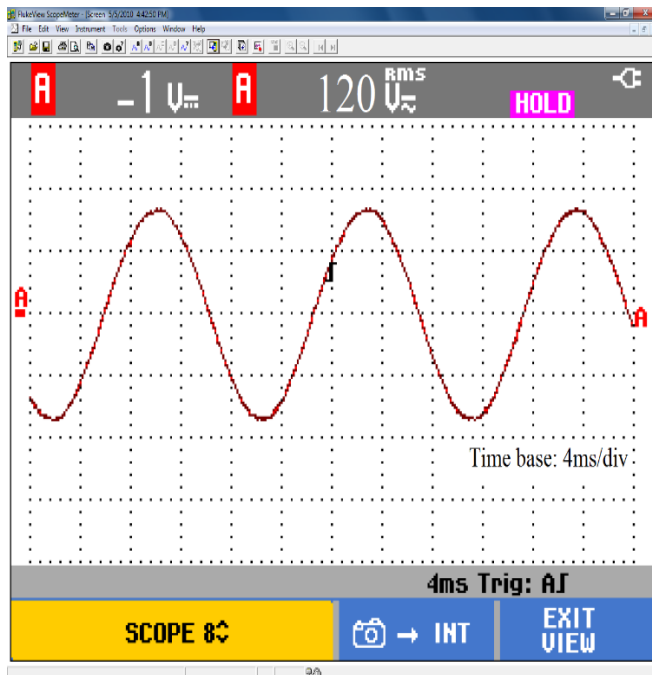 FlukeView ScopeMeter - [Screen 5/5/2010 4:42:50 PM]
File Edit View Instrument Tools Options Window Help
A -1 V A 120 V RMS HOLD
A
A
Time base: 4ms/div
4ms Trig: A
SCOPE 8 → INT EXIT VIEW